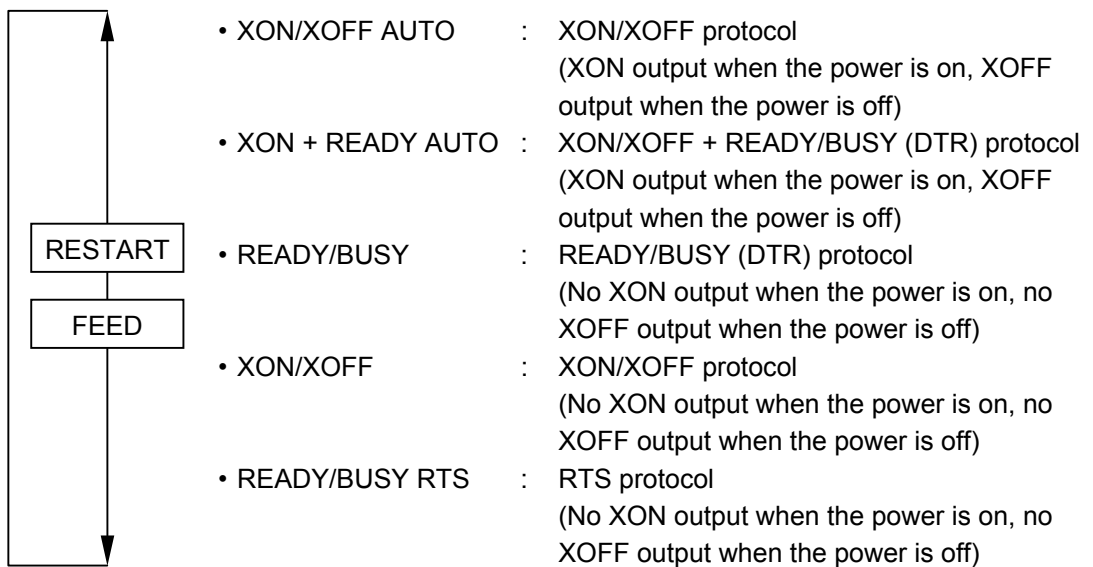 • XON/XOFF AUTO : XON/XOFF protocol
(XON output when the power is on, XOFF
output when the power is off)
• XON + READY AUTO : XON/XOFF + READY/BUSY (DTR) protocol
(XON output when the power is on, XOFF
output when the power is off)
RESTART
• READY/BUSY : READY/BUSY (DTR) protocol
(No XON output when the power is on, no
FEED
XOFF output when the power is off)
• XON/XOFF : XON/XOFF protocol
(No XON output when the power is on, no
XOFF output when the power is off)
• READY/BUSY RTS : RTS protocol
(No XON output when the power is on, no
XOFF output when the power is off)